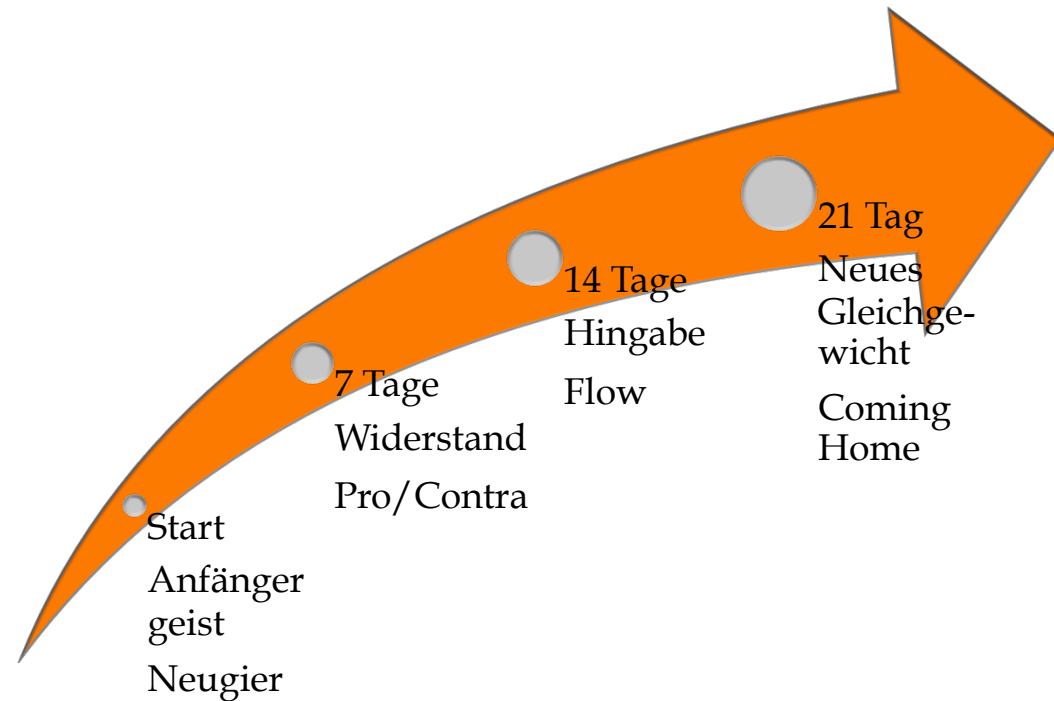 Start
Anfänger
geist
Neugier
7 Tage
Widerstand
Pro/Contra
14 Tage
Hingabe
Flow
21 Tag
Neues
Gleichge-
wicht
Coming
Home